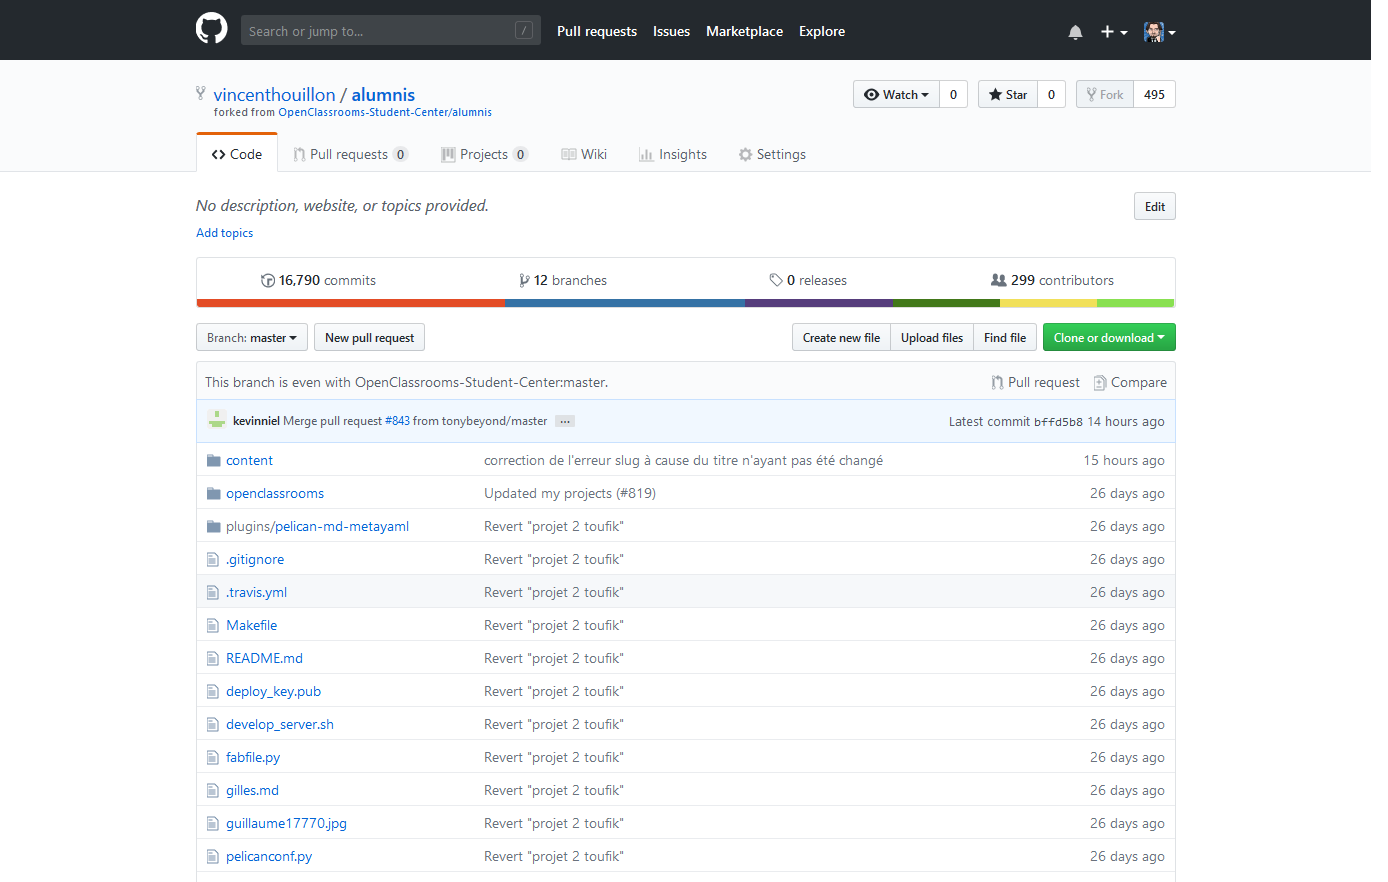 Search or jump to... / Pull requests Issues Marketplace Explore
vincenthouillon / alumnis Watch 0 Star 0 Fork 495
forked from OpenClassrooms-Student-Center/alumnis
Code Pull requests 0 Projects 0 Wiki Insights Settings
No description, website, or topics provided. Edit
Add topics
16,790 commits 12 branches 0 releases 299 contributors
Branch: master New pull request Create new file Upload files Find file Clone or download
This branch is even with OpenClassrooms-Student-Center:master. Pull request Compare
kevinniel Merge pull request #843 from tonybeyond/master ... Latest commit bffd5b8 14 hours ago
content correction de l'erreur slug à cause du titre n'ayant pas été changé 15 hours ago
openclassrooms Updated my projects (#819) 26 days ago
plugins/pelican-md-metayaml Revert "projet 2 toufik" 26 days ago
.gitignore Revert "projet 2 toufik" 26 days ago
.travis.yml Revert "projet 2 toufik" 26 days ago
Makefile Revert "projet 2 toufik" 26 days ago
README.md Revert "projet 2 toufik" 26 days ago
deploy_key.pub Revert "projet 2 toufik" 26 days ago
develop_server.sh Revert "projet 2 toufik" 26 days ago
fabfile.py Revert "projet 2 toufik" 26 days ago
gilles.md Revert "projet 2 toufik" 26 days ago
guillaume17770.jpg Revert "projet 2 toufik" 26 days ago
pelicanconf.py Revert "projet 2 toufik" 26 days ago